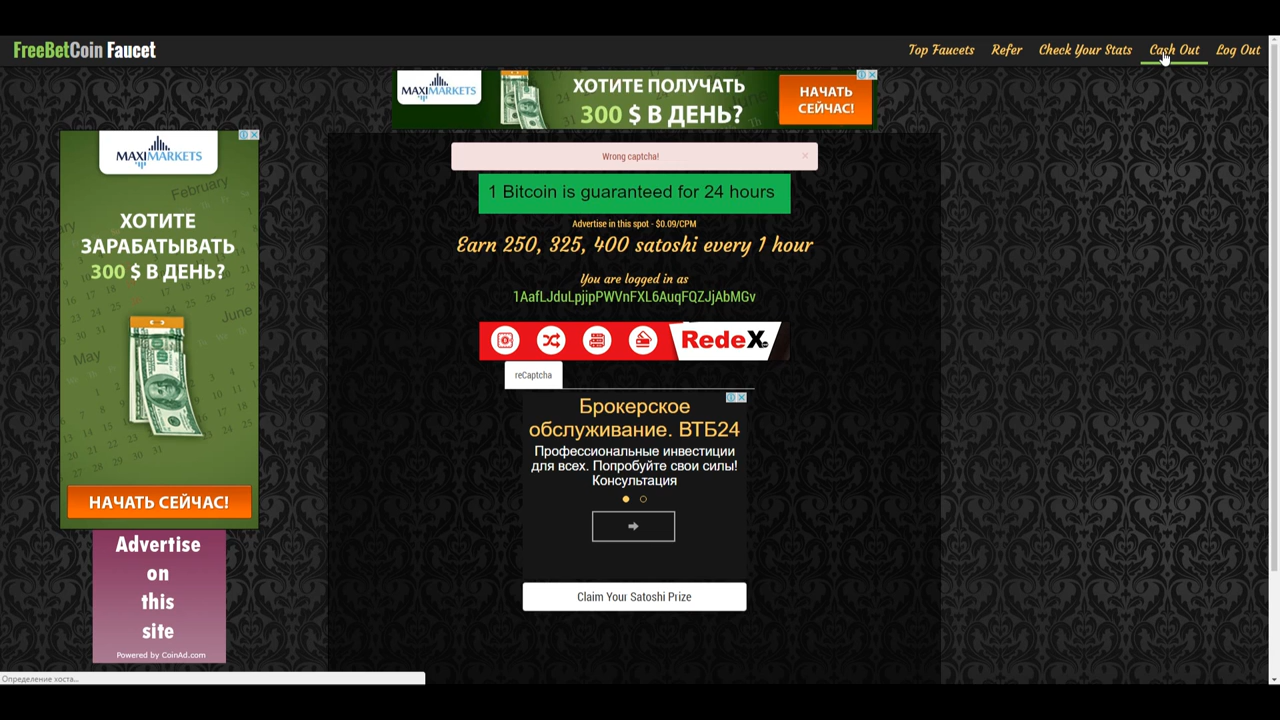 FreeBetCoin Faucet
Top Faucets Refer Check Your Stats Cash Out Log Out
MAXIMARKETS
ХОТИТЕ ПОЛУЧАТЬ
300 $ В ДЕНЬ?
НАЧАТЬ
СЕЙЧАС!
MAXIMARKETS
February
ХОТИТЕ
ЗАРАБАТЫВАТЬ
300 $ В ДЕНЬ?
June
May
НАЧАТЬ СЕЙЧАС!
Advertise
on
this
site
Powered by CoinAd.com
Wrong captcha!
×
1 Bitcoin is guaranteed for 24 hours
Advertise in this spot - $0.09/CPM
Earn 250, 325, 400 satoshi every 1 hour
You are logged in as
1AafLJduLpjipPWVnFXL6AuqFQZJjAbMGv
RedeX
reCaptcha
Брокерское
обслуживание. ВТБ24
Профессиональные инвестиции
для всех. Попробуйте свои силы!
Консультация
Claim Your Satoshi Prize
Определение хоста...